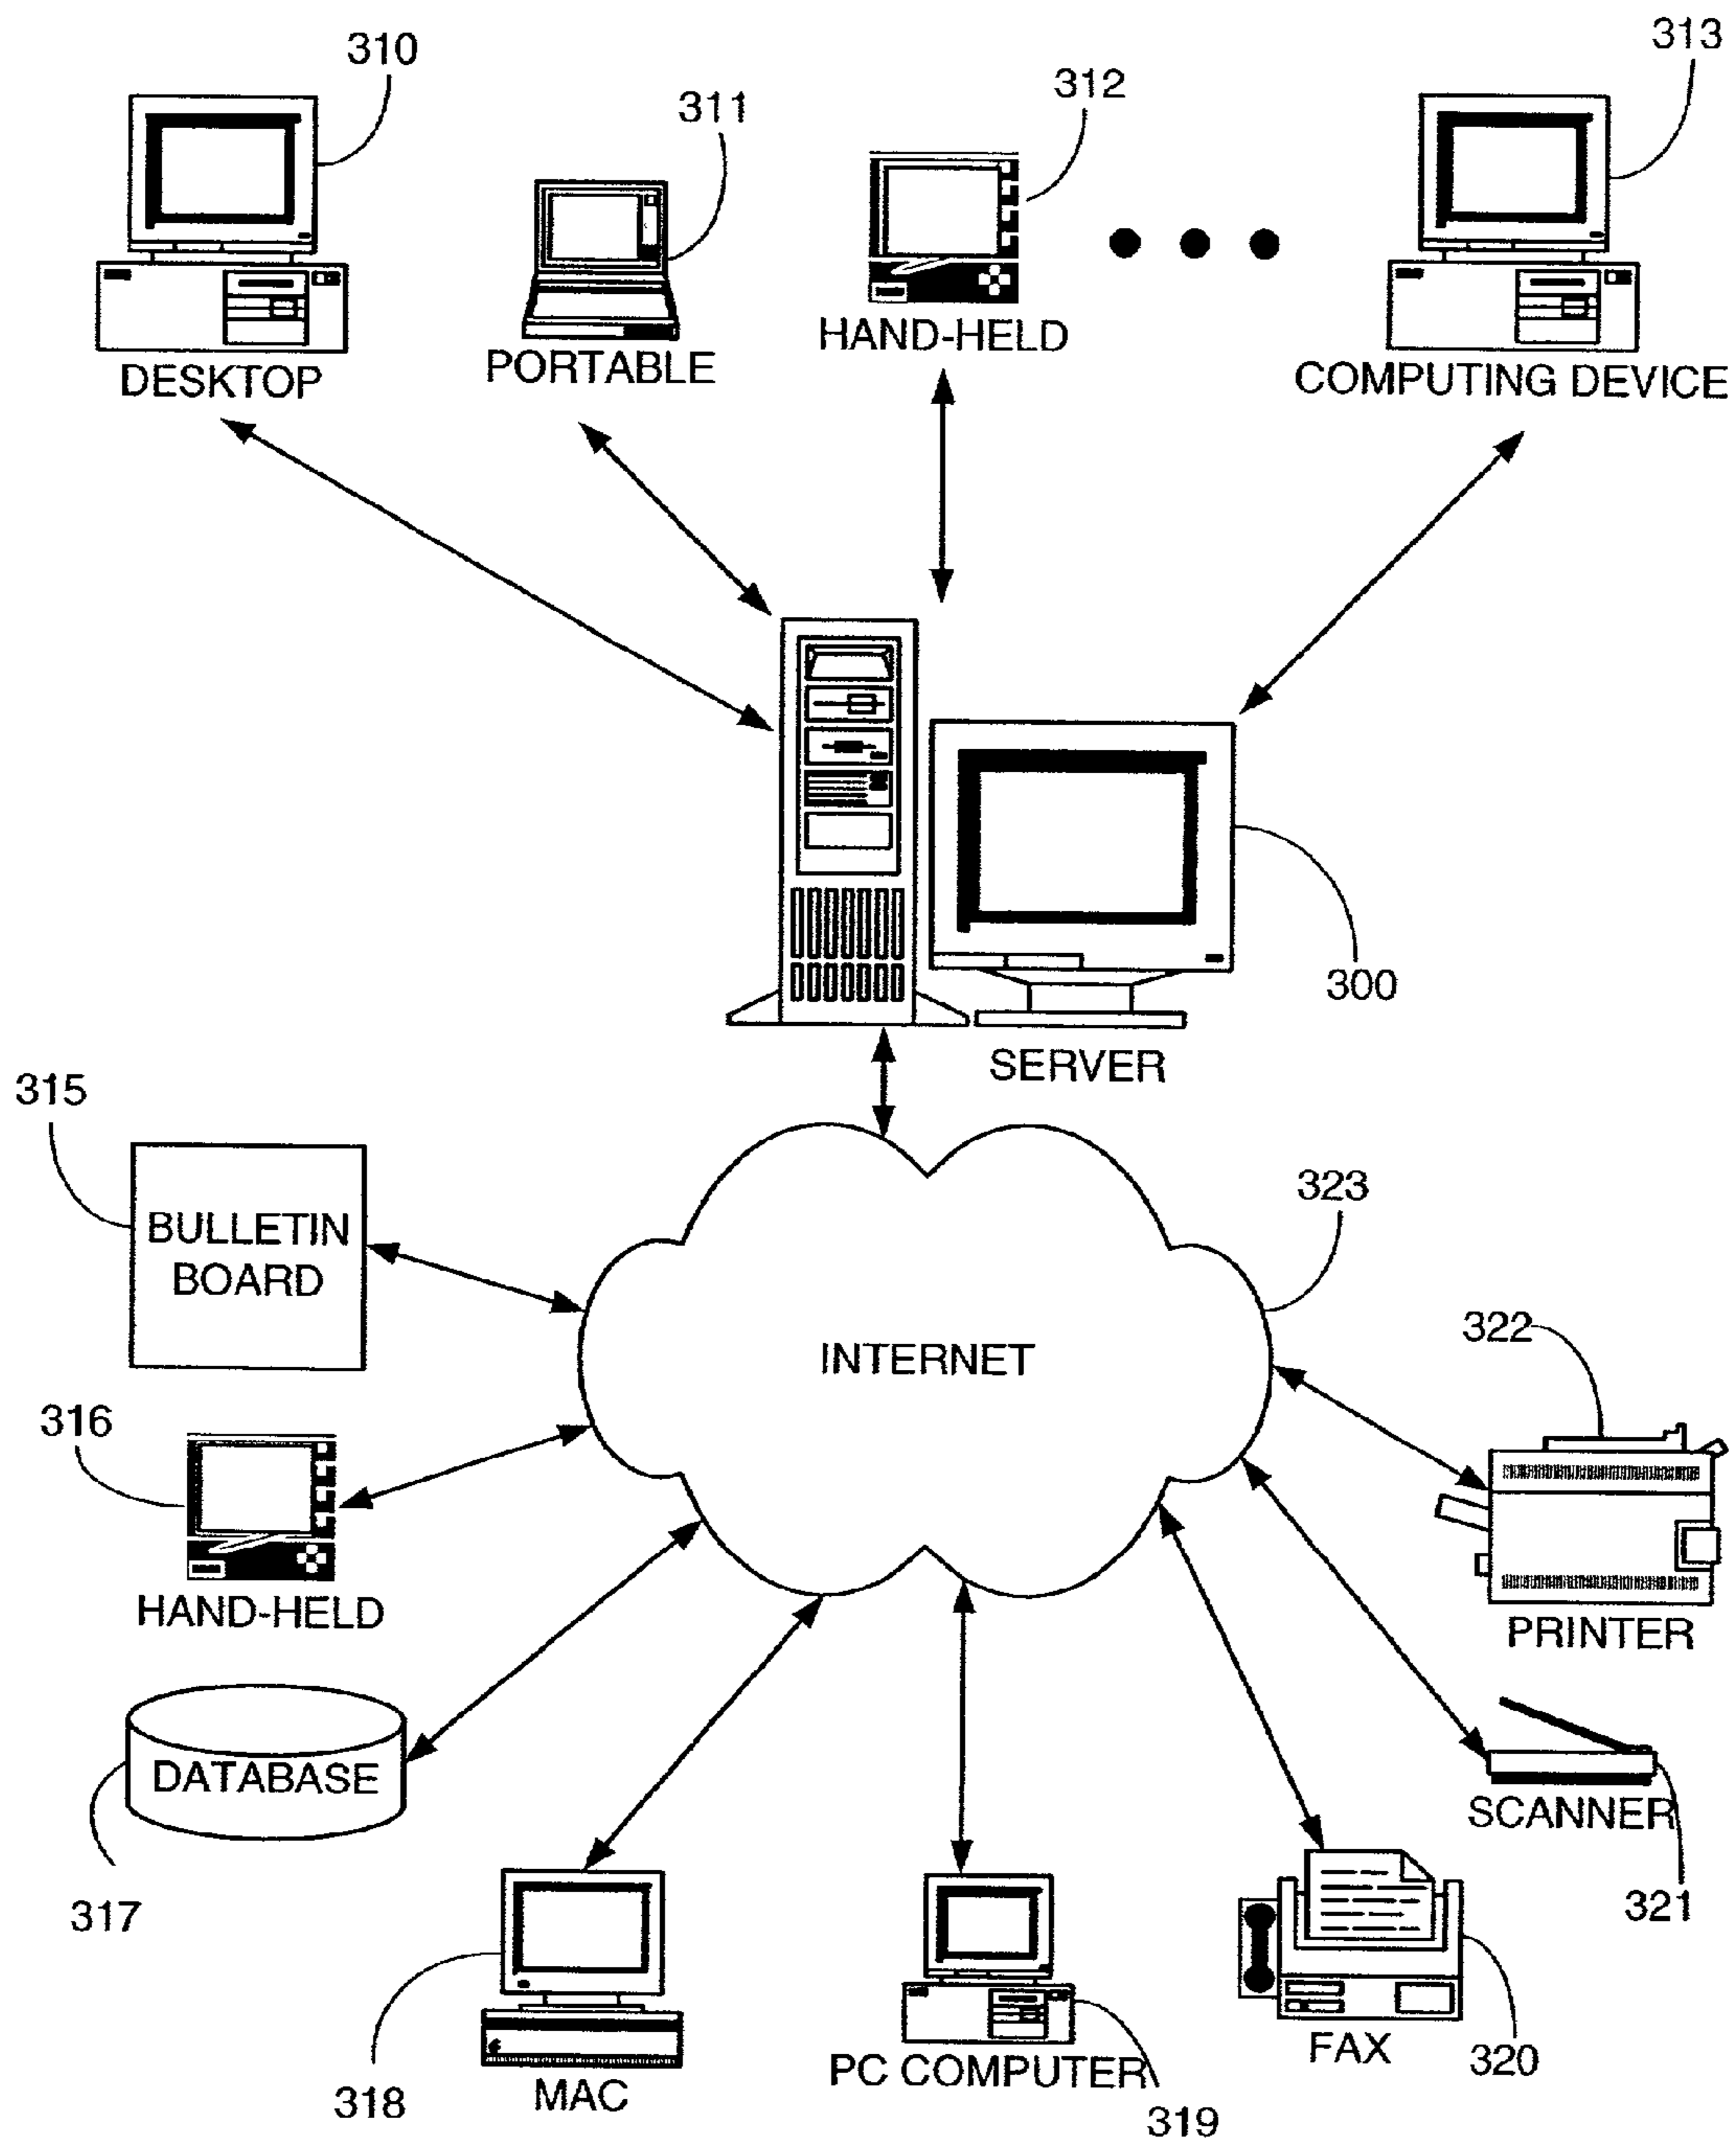 310
311
312
313
DESKTOP
PORTABLE
HAND-HELD
COMPUTING DEVICE
300
SERVER
315
BULLETIN
BOARD
323
INTERNET
322
316
HAND-HELD
PRINTER
DATABASE
SCANNER
317
321
318
MAC
PC COMPUTER
319
FAX
320